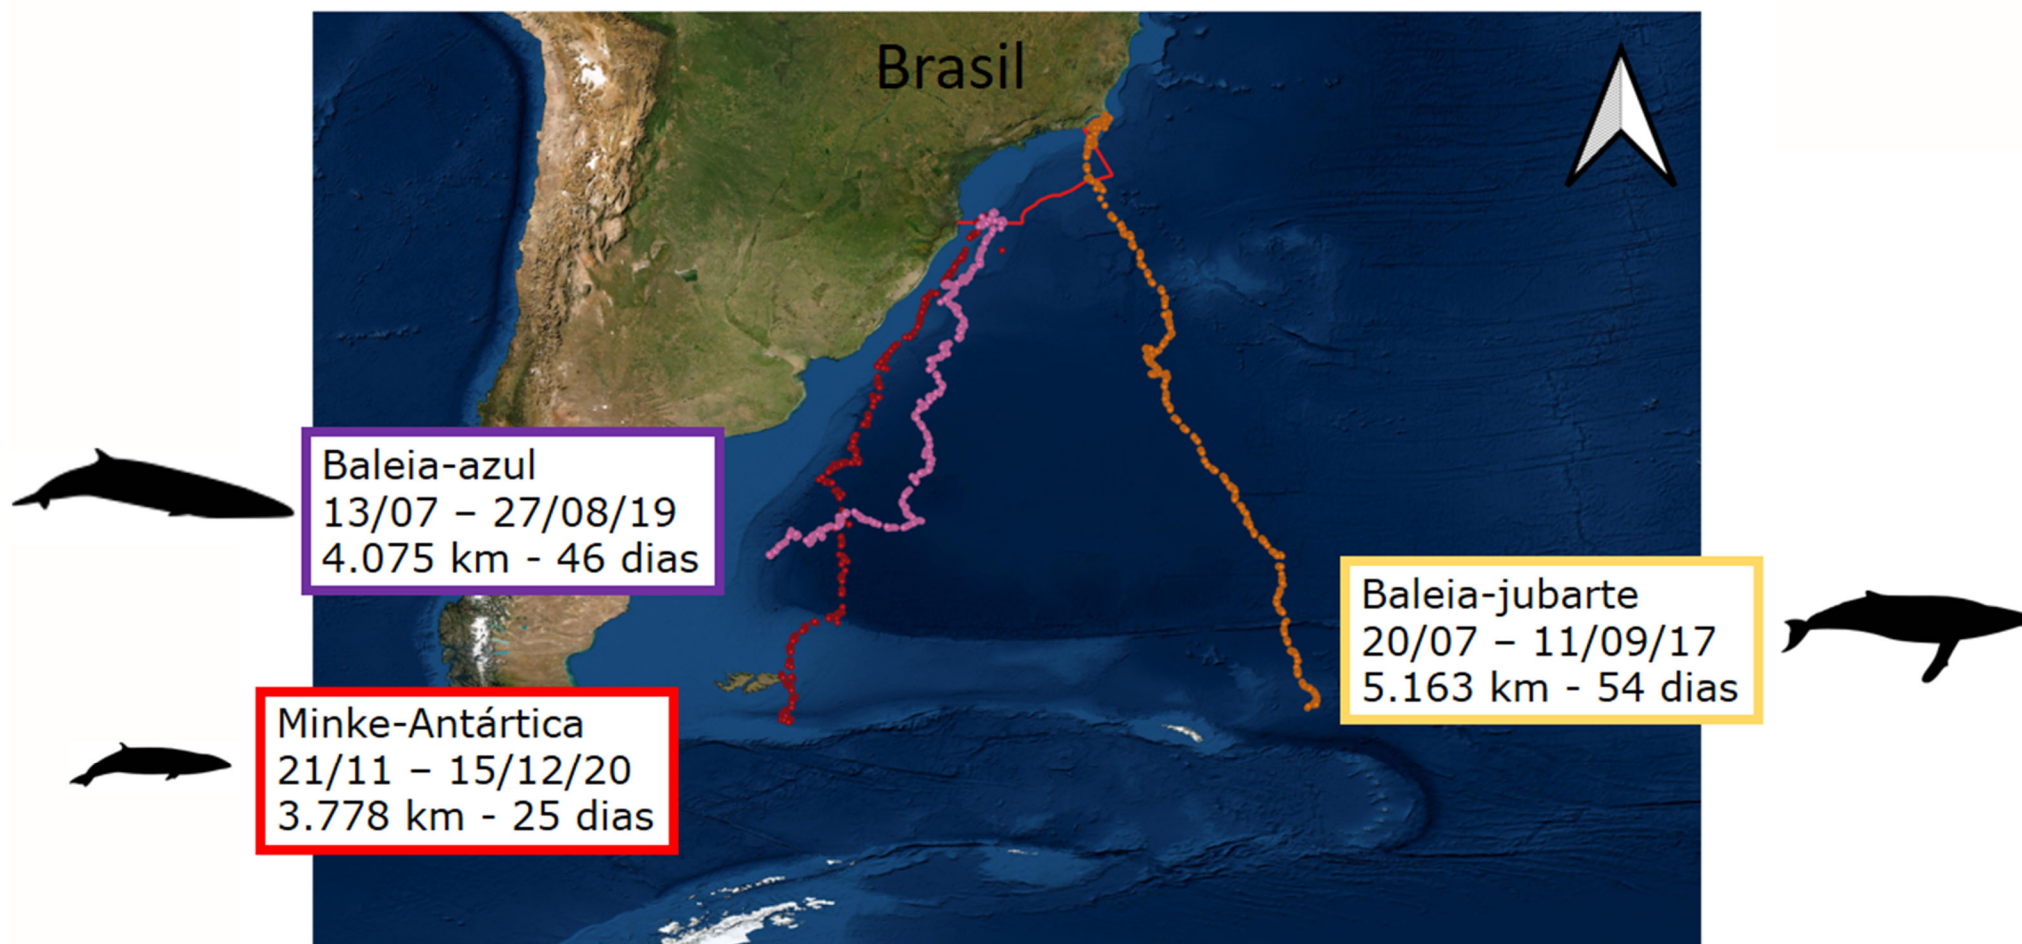 Brasil
Baleia-azul
13/07 – 27/08/19
4.075 km - 46 dias
Baleia-jubarte
20/07 – 11/09/17
5.163 km - 54 dias
Minke-Antártica
21/11 – 15/12/20
3.778 km - 25 dias